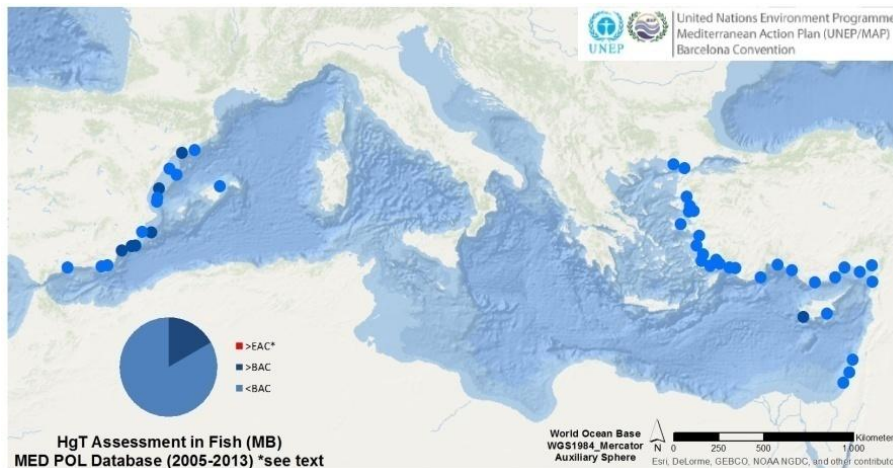 United Nations Environment Programme
Mediterranean Action Plan (UNEP/MAP)
Barcelona Convention
UNEP
>EAC*
>BAC
<BAC
HgT Assessment in Fish (MB)
MED POL Database (2005-2013) *see text
World Ocean Base
WGS1984_Mercator
Auxiliary Sphere
N
Kilometer
0 250 500 1.000
Esri, DeLorme, GEBCO, NOAA NGDC, and other contributo